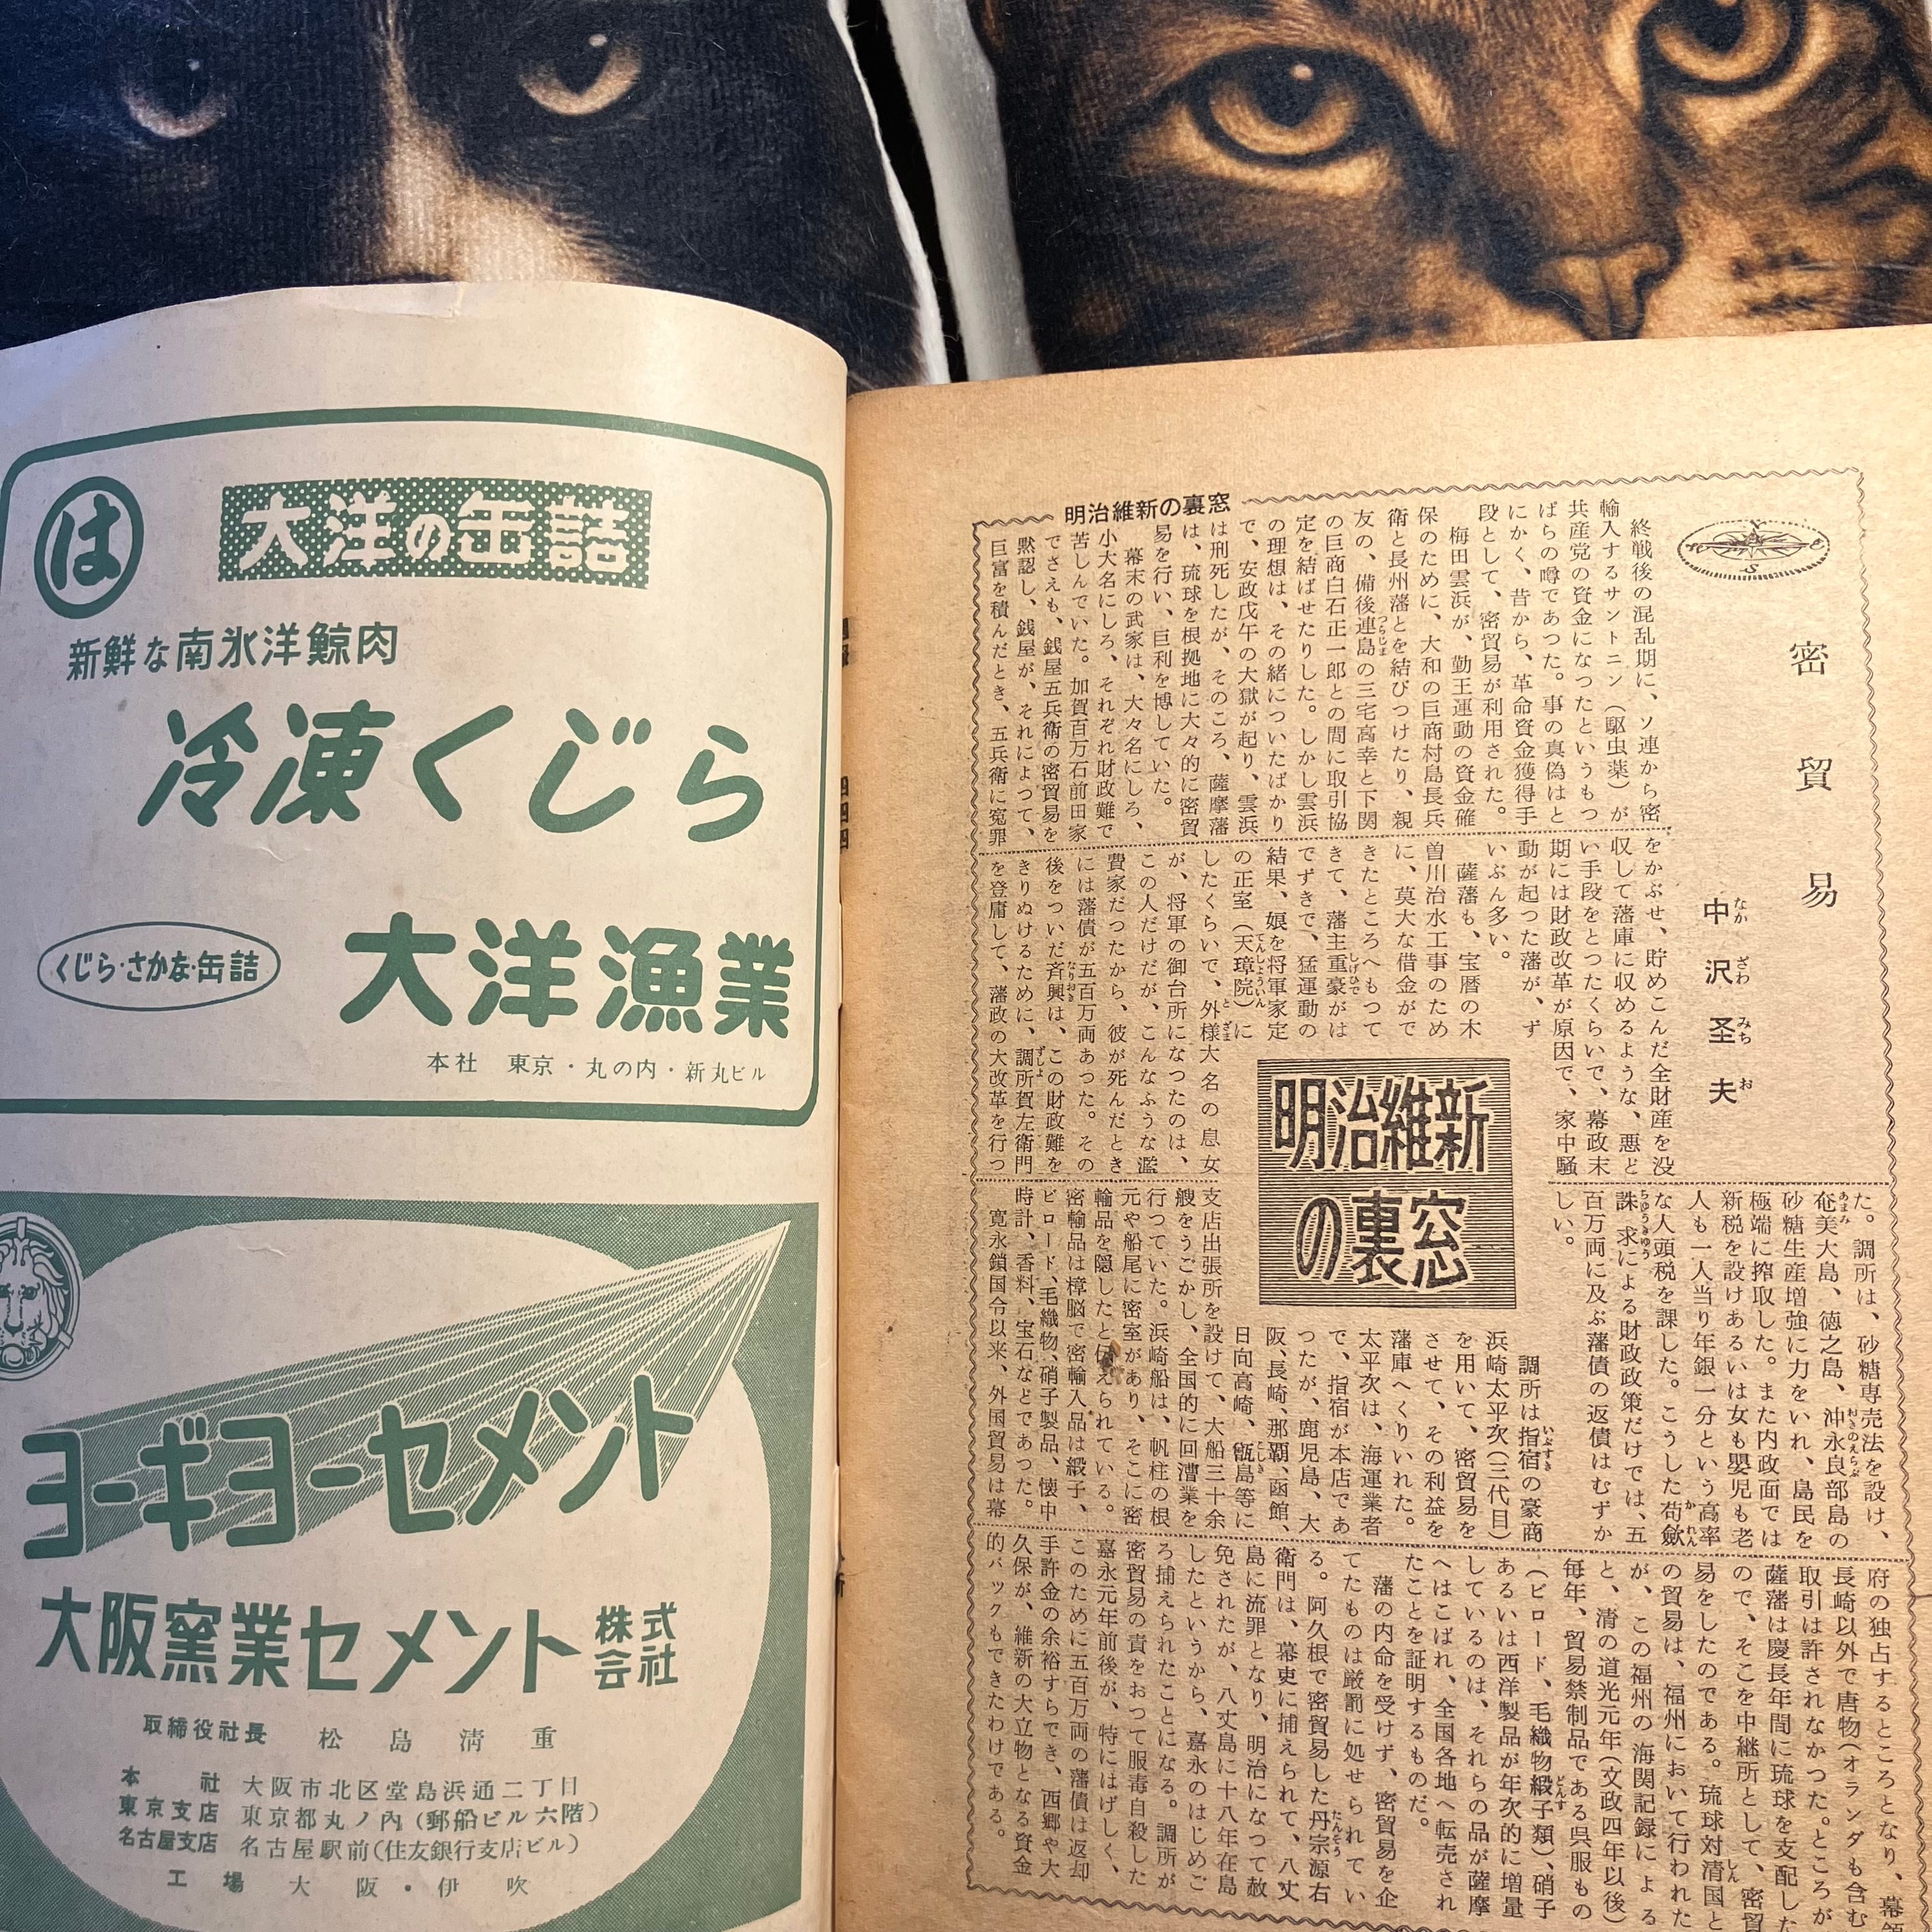 は
大洋の缶詰
新鮮な南氷洋鯨肉
冷凍くじら
くじら・さかな・缶詰
大洋漁業
本社 東京・丸の内・新丸ビル
ヨーギヨーセメント
大阪窯業セメント株式会社
取締役社長 松島清重
本社 大阪市北区堂島浜通二丁目
東京支店 東京都丸ノ內(郵船ビル六階)
名古屋支店 名古屋駅前(住友銀行支店ビル)
工場 大阪・伊吹
明治維新の裏窓
密貿易
中沢圣夫
なかざわみちお
終戦後の混乱期に、ソ連から密
輸入するサントニン(駆虫薬)が
共産党の資金になつたというもつ
ぱらの噂であつた。事の真偽はと
にかく、昔から、革命資金獲得手
段として、密貿易が利用された。
梅田雲浜が、勤王運動の資金確
保のために、大和の巨商村島長兵
衛と長州藩とを結びつけたり、親
友の、備後連島の三宅高幸と下関
の巨商白石正一郎との間に取引協
定を結ばせたりした。しかし雲浜
の理想は、その緒についたばかり
で、安政戊午の大獄が起り、雲浜
は刑死したが、そのころ、薩摩藩
は、琉球を根拠地に大々的に密貿
易を行い、巨利を博していた。
幕末の武家は、大々名にしろ、
小大名にしろ、それぞれ財政難で
苦しんでいた。加賀百万石前田家
でさえも、銭屋五兵衛の密貿易を
黙認し、銭屋が、それによつて、
巨富を積んだとき、五兵衛に冤罪
をかぶせ、貯めこんだ全財産を没
収して藩庫に収めるような、悪ど
い手段をとつたくらいで、幕政末
期には財政改革が原因で、家中騒
動が起つた藩が、ず
いぶん多い。
薩藩も、宝暦の木
曽川治水工事のため
に、莫大な借金がで
きたところへもつて
きて、藩主重豪がは
でずきで、猛運動の
結果、娘を将軍家定
の正室(天璋院)に
したくらいで、外様大名の息女
が、将軍の御台所になつたのは、
この人だけだが、こんなふうな濫
費家だつたから、彼が死んだとき
には藩債が五百万両あつた。その
後をついだ斉興は、この財政難を
きりぬけるために、調所賀左衛門
を登庸して、藩政の大改革を行つ
明治維新
の裏窓
た。調所は、砂糖専売法を設け、
奄美大島、徳之島、沖永良部島の
砂糖生産増強に力をいれ、島民を
極端に搾取した。また内政面では
新税を設けあるいは女も嬰児も老
人も一人当り年銀一分という高率
な人頭税を課した。こうした苛斂
誅求による財政政策だけでは、五
百万両に及ぶ藩債の返債はむずか
しい。
調所は指宿の豪商
浜崎太平次(三代目)
を用いて、密貿易を
させて、その利益を
藩庫へくりいれた。
太平次は、海運業者
で、指宿が本店であ
つたが、鹿児島、大
阪、長崎、那覇、函館、
日向高崎、甑島等に
支店出張所を設けて、大船三十余
艘をうごかし、全国的に回漕業を
行つていた。浜崎船は、帆柱の根
元や船尾に密室があり、そこに密
輸品を隠したと伝えられている。
密輸品は樟脳で密輸入品は緞子、
ビロード、毛織物、硝子製品、懐中
時計、香料、宝石などであつた。
寛永鎖国令以来、外国貿易は幕
府の独占するところとなり、幕領
長崎以外で唐物(オランダも含む)
取引は許されなかつた。ところが
薩藩は慶長年間に琉球を支配した
ので、そこを中継所として、密貿
易をしたのである。琉球対清国と
の貿易は、福州において行われた
が、この福州の海関記録による
と、清の道光元年(文政四年以後)
毎年、貿易禁制品である呉服もの
(ビロード、毛織物緞子類)、硝子
あるいは西洋製品が年次的に増量
しているのは、それらの品が薩摩
へはこばれ、全国各地へ転売され
たことを証明するものだ。
藩の内命を受けず、密貿易を企
てたものは厳罰に処せられてい
る。阿久根で密貿易した丹宗源右
衛門は、幕吏に捕えられて、八丈
島に流罪となり、明治になつて赦
免されたが、八丈島に十八年在島
したというから、嘉永のはじめご
ろ捕えられたことになる。調所が
密貿易の責をおつて服毒自殺した
嘉永元年前後が、特にはげしく、
このために五百万両の藩債は返却
手許金の余裕すらでき、西郷や大
久保が、維新の大立物となる資金
的バックもできたわけである。